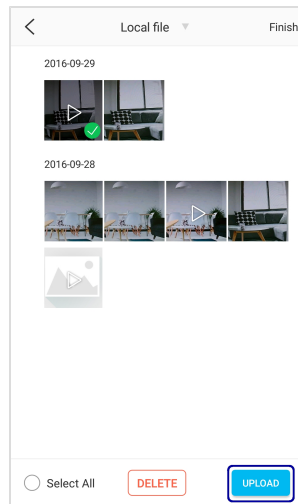 Local file
Finish
2016-09-29
2016-09-28
Select All
DELETE
UPLOAD